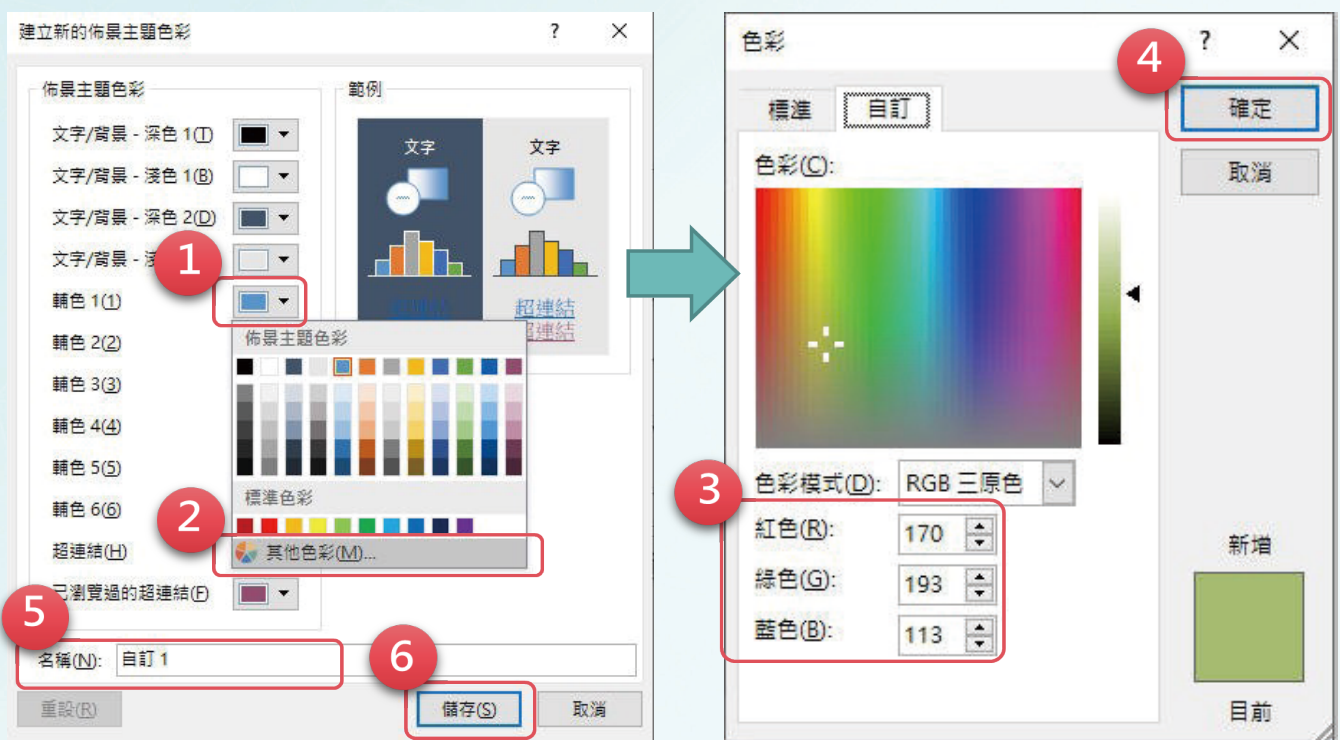 建立新的佈景主題色彩
?
佈景主題色彩
文字/背景 - 深色 1(T)
文字/背景 - 淺色 1(B)
文字/背景 - 深色 2(D)
文字/背景 -
1
輔色 1(1)
輔色 2(2)
輔色 3(3)
輔色 4(4)
輔色 5(5)
輔色 6(6)
超連結(H)
已瀏覽過的超連結(F)
範例
文字
文字
超連結
超連結
超連結
佈景主題色彩
標準色彩
2
其他色彩(M)...
5
名稱(N): 自訂 1
6
重設(R)
儲存(S)
取消
色彩
?
4
標準
自訂
確定
取消
色彩(C):
色彩模式(D): RGB 三原色
3
紅色(R): 170
綠色(G): 193
藍色(B): 113
新增
目前